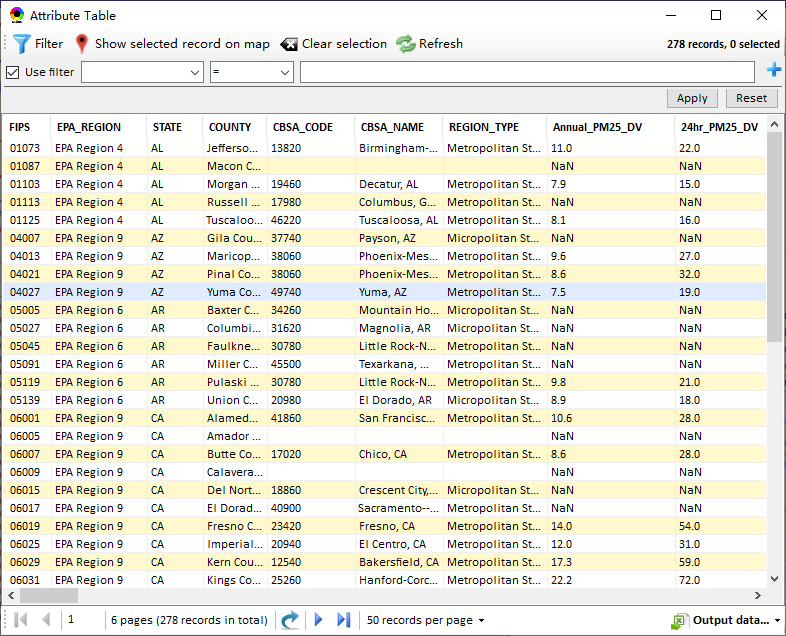 Attribute Table
Filter Show selected record on map Clear selection Refresh 278 records, 0 selected
Use filter =
Apply Reset
FIPS EPA_REGION STATE COUNTY CBSA_CODE CBSA_NAME REGION_TYPE Annual_PM25_DV 24hr_PM25_DV
01073 EPA Region 4 AL Jefferso... 13820 Birmingham-... Metropolitan St... 11.0 22.0
01087 EPA Region 4 AL Macon C... NaN NaN
01103 EPA Region 4 AL Morgan ... 19460 Decatur, AL Metropolitan St... 7.9 15.0
01113 EPA Region 4 AL Russell ... 17980 Columbus, G... Metropolitan St... NaN NaN
01125 EPA Region 4 AL Tuscaloo... 46220 Tuscaloosa, AL Metropolitan St... 8.1 16.0
04007 EPA Region 9 AZ Gila Cou... 37740 Payson, AZ Micropolitan St... NaN NaN
04013 EPA Region 9 AZ Maricop... 38060 Phoenix-Mes... Metropolitan St... 9.6 27.0
04021 EPA Region 9 AZ Pinal Co... 38060 Phoenix-Mes... Metropolitan St... 8.6 32.0
04027 EPA Region 9 AZ Yuma Co... 49740 Yuma, AZ Metropolitan St... 7.5 19.0
05005 EPA Region 6 AR Baxter C... 34260 Mountain Ho... Micropolitan St... NaN NaN
05027 EPA Region 6 AR Columbi... 31620 Magnolia, AR Micropolitan St... NaN NaN
05045 EPA Region 6 AR Faulkne... 30780 Little Rock-N... Metropolitan St... NaN NaN
05091 EPA Region 6 AR Miller C... 45500 Texarkana, ... Metropolitan St... NaN NaN
05119 EPA Region 6 AR Pulaski ... 30780 Little Rock-N... Metropolitan St... 9.8 21.0
05139 EPA Region 6 AR Union C... 20980 El Dorado, AR Micropolitan St... 8.9 18.0
06001 EPA Region 9 CA Alamed... 41860 San Francisc... Metropolitan St... 10.6 28.0
06005 EPA Region 9 CA Amador ... NaN NaN
06007 EPA Region 9 CA Butte Co... 17020 Chico, CA Metropolitan St... 8.6 28.0
06009 EPA Region 9 CA Calavera... NaN NaN
06015 EPA Region 9 CA Del Nort... 18860 Crescent City,... Micropolitan St... NaN NaN
06017 EPA Region 9 CA El Dorad... 40900 Sacramento--... Metropolitan St... NaN NaN
06019 EPA Region 9 CA Fresno C... 23420 Fresno, CA Metropolitan St... 14.0 54.0
06025 EPA Region 9 CA Imperial... 20940 El Centro, CA Metropolitan St... 12.0 31.0
06029 EPA Region 9 CA Kern Cou... 12540 Bakersfield, CA Metropolitan St... 17.3 59.0
06031 EPA Region 9 CA Kings Co... 25260 Hanford-Corc... Metropolitan St... 22.2 72.0
1 6 pages (278 records in total) 50 records per page Output data...